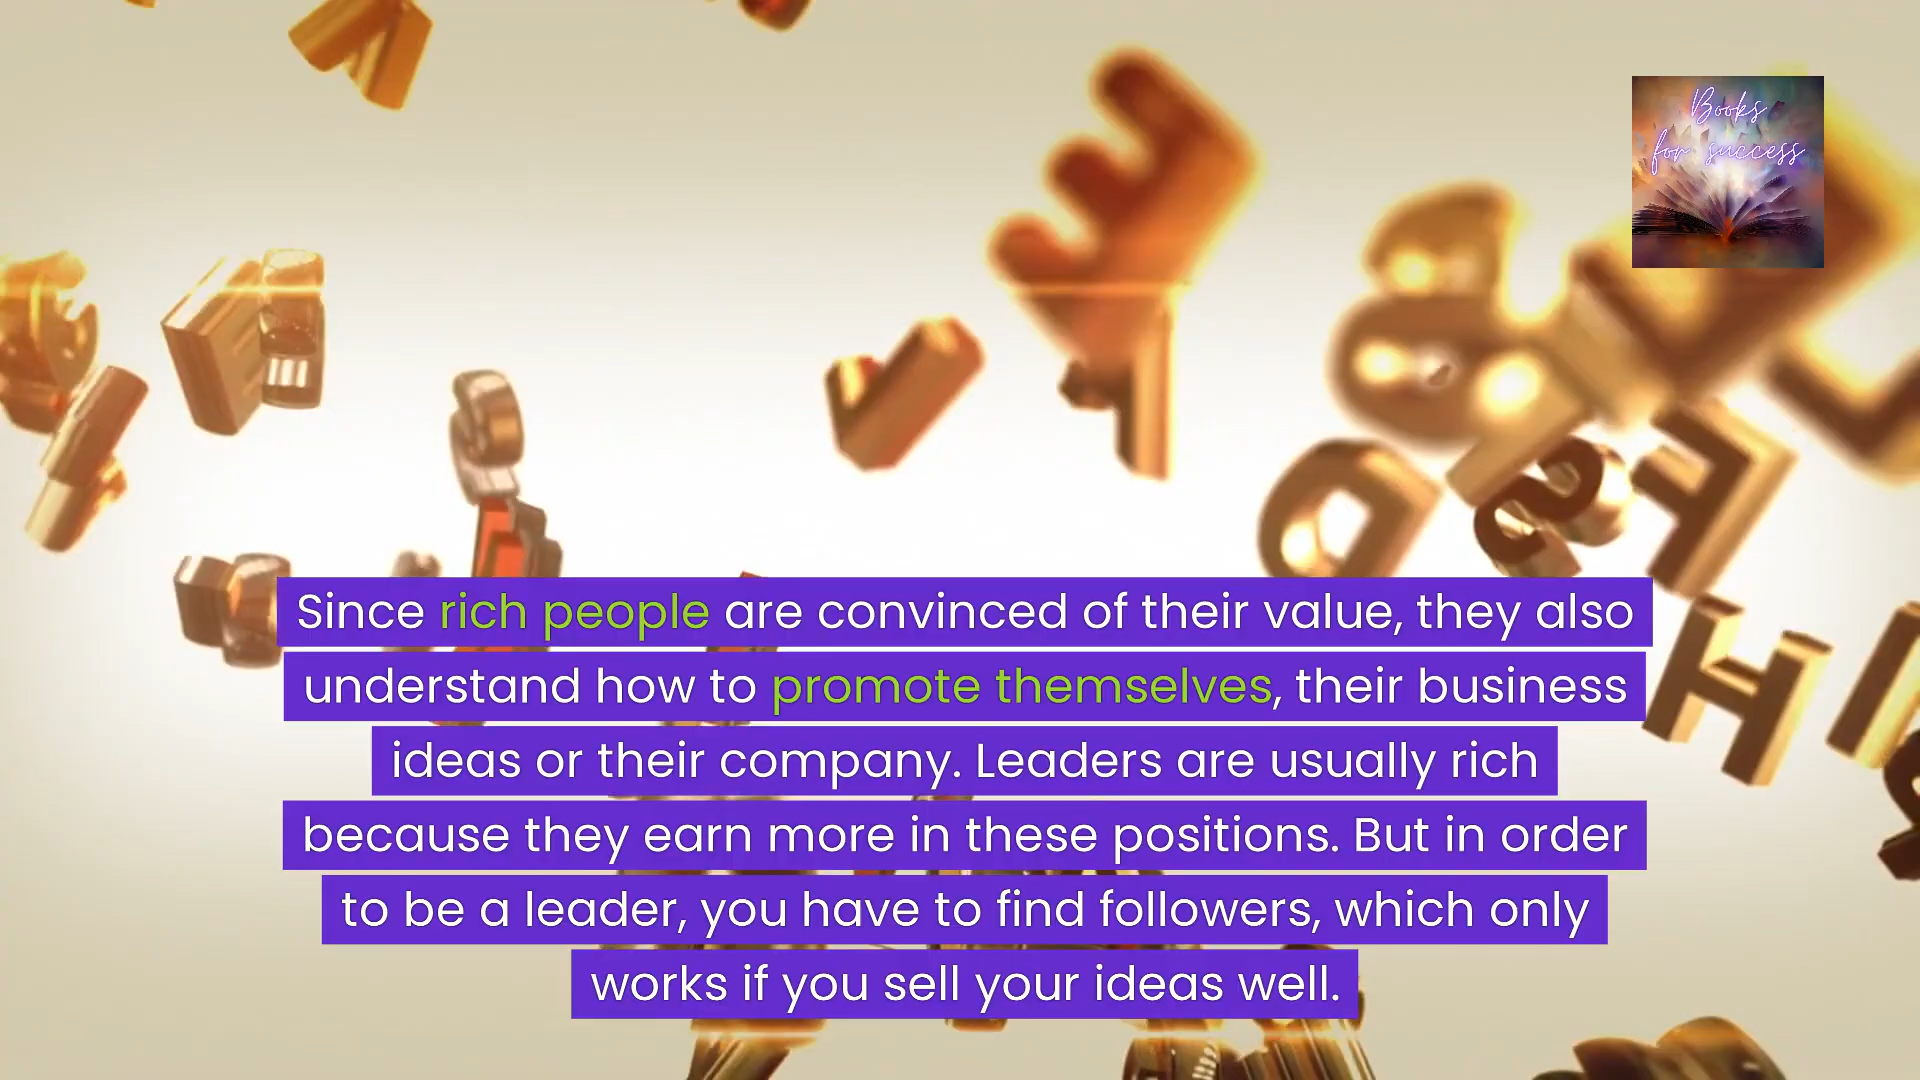 Books
for success
Since rich people are convinced of their value, they also
understand how to promote themselves, their business
ideas or their company. Leaders are usually rich
because they earn more in these positions. But in order
to be a leader, you have to find followers, which only
works if you sell your ideas well.